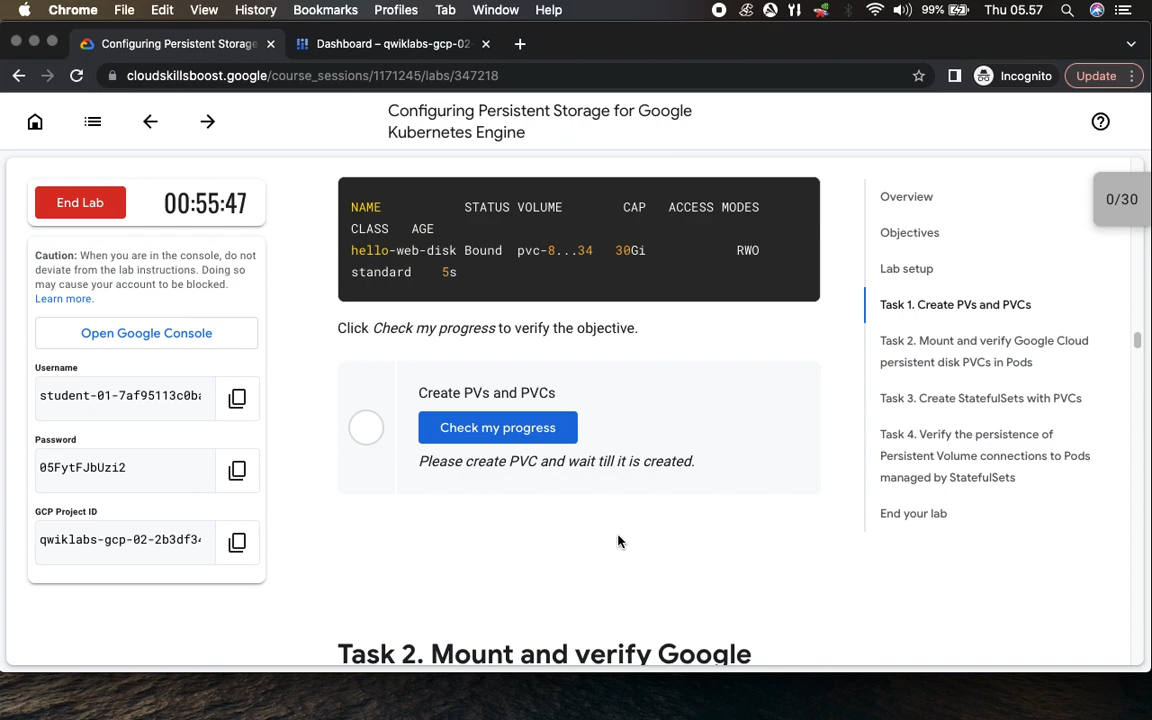 Chrome File Edit View History Bookmarks Profiles Tab Window Help 99% Thu 05.57
Configuring Persistent Storage Dashboard – qwiklabs-gcp-02
cloudskillsboost.google/course_sessions/1171245/labs/347218 Incognito Update
Configuring Persistent Storage for Google
Kubernetes Engine
End Lab 00:55:47
Caution: When you are in the console, do not
deviate from the lab instructions. Doing so
may cause your account to be blocked.
Learn more.
Open Google Console
Username
student-01-7af95113c0ba
Password
05FytFJbUzi2
GCP Project ID
qwiklabs-gcp-02-2b3df34
NAME STATUS VOLUME CAP ACCESS MODES
CLASS AGE
hello-web-disk Bound pvc-8...34 30Gi RWO
standard 5s
Click Check my progress to verify the objective.
Create PVs and PVCs
Check my progress
Please create PVC and wait till it is created.
Task 2. Mount and verify Google
Overview
Objectives
Lab setup
Task 1. Create PVs and PVCs
Task 2. Mount and verify Google Cloud
persistent disk PVCs in Pods
Task 3. Create StatefulSets with PVCs
Task 4. Verify the persistence of
Persistent Volume connections to Pods
managed by StatefulSets
End your lab
0/30